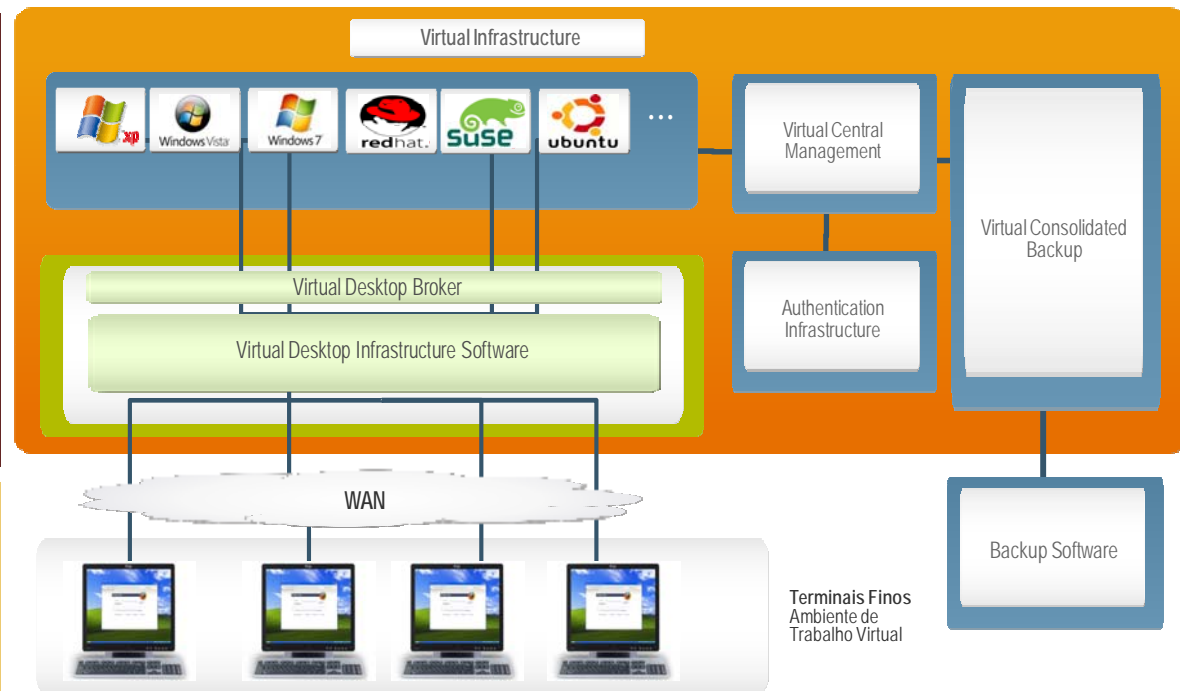 Virtual Infrastructure
xp
Windows Vista
Windows 7
redhat.
suse
ubuntu
...
Virtual Central
Management
Virtual Consolidated
Backup
Authentication
Infrastructure
Virtual Desktop Broker
Virtual Desktop Infrastructure Software
WAN
Backup Software
Terminais Finos
Ambiente de
Trabalho Virtual